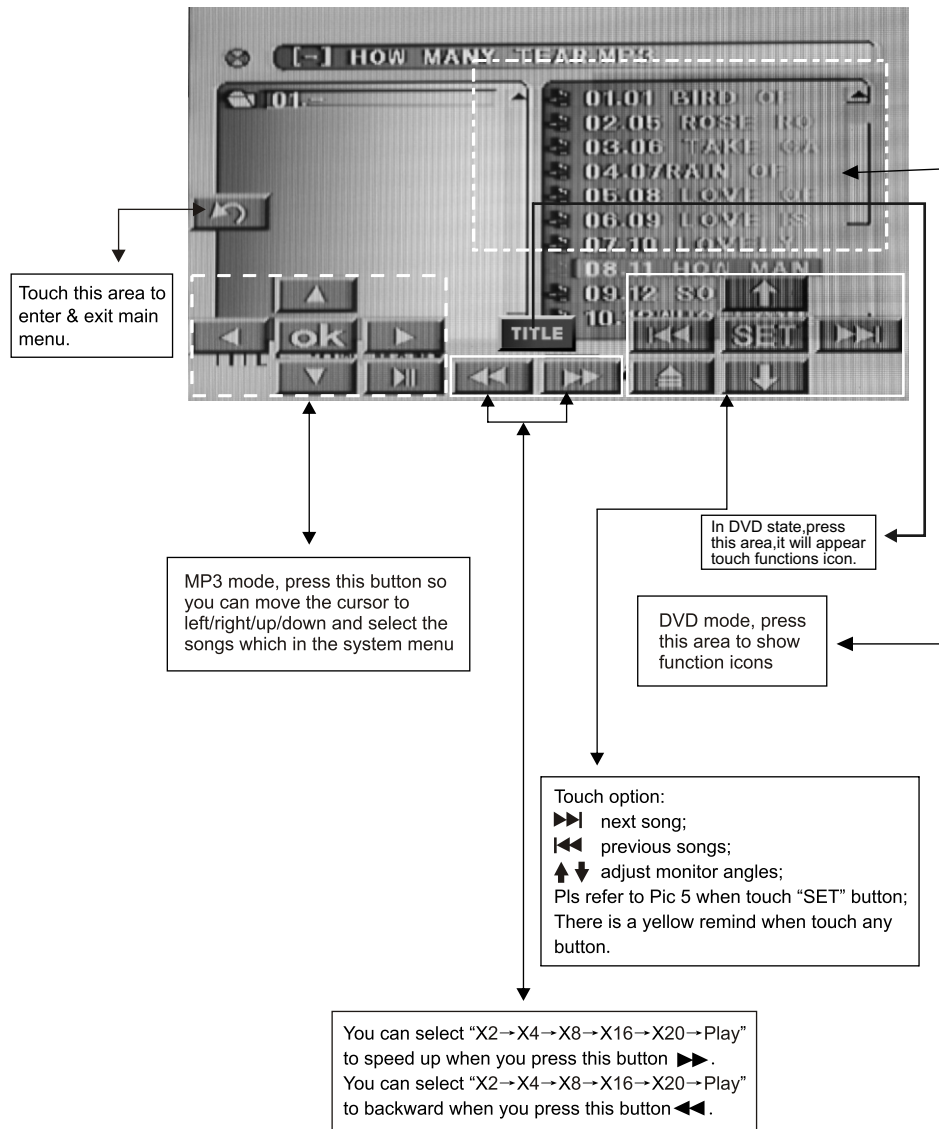 [-] HOW MANY TEAR.MP3
01.-
01.01 BIRD OF
02.05 ROSE RO
03.06 TAKE CA
04.07RAIN OF
05.08 LOVE OF
06.09 LOVE IS
07.10 LOVE Y
08.11 HOW MAN
09.12 SO
10.
ok
TITLE
SET
TITLE
Touch this area to
enter & exit main
menu.
In DVD state,press
this area,it will appear
touch functions icon.
MP3 mode, press this button so
you can move the cursor to
left/right/up/down and select the
songs which in the system menu
DVD mode, press
this area to show
function icons
Touch option:
next song;
previous songs;
adjust monitor angles;
Pls refer to Pic 5 when touch “SET” button;
There is a yellow remind when touch any
button.
You can select “X2→X4→X8→X16→X20→Play”
to speed up when you press this button ▶▶.
You can select “X2→X4→X8→X16→X20→Play”
to backward when you press this button ◀◀.